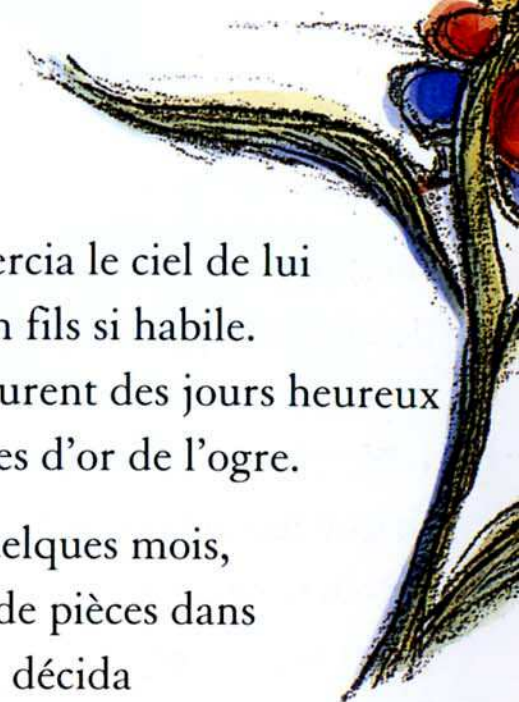 ercia le ciel de lui
n fils si habile.
urent des jours heureux
es d'or de l'ogre.
elques mois,
de pièces dans
décida